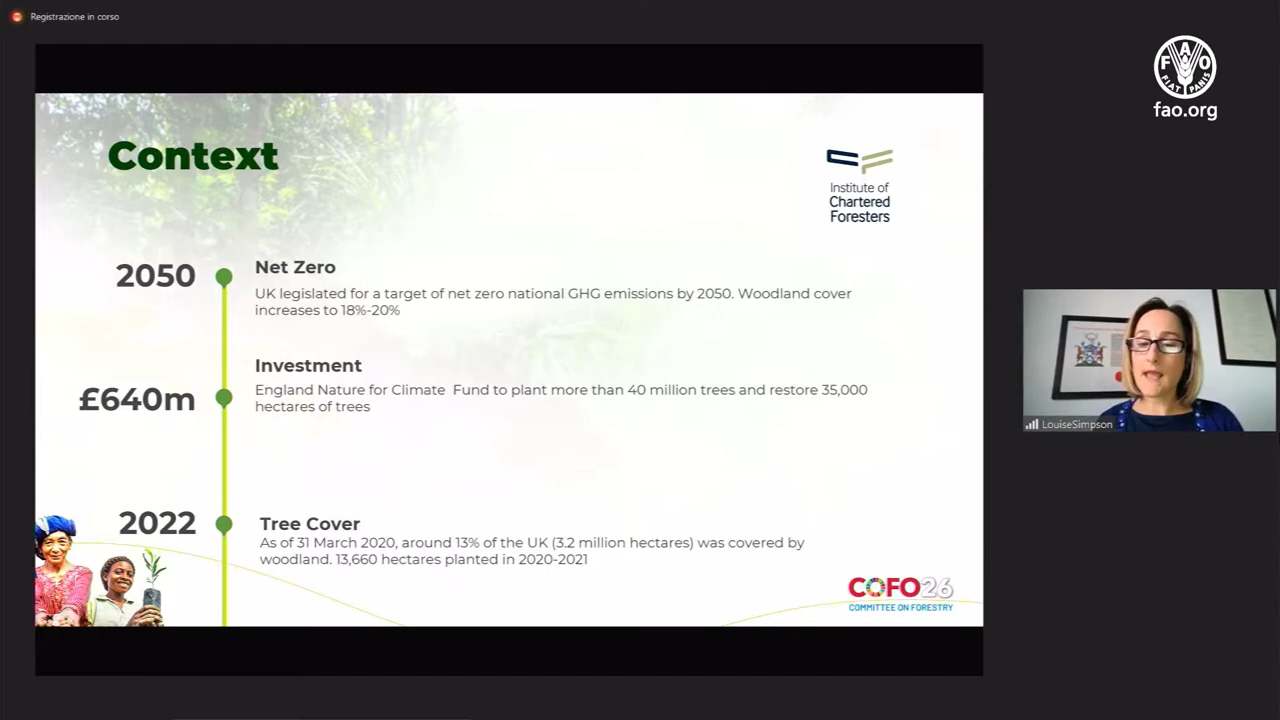 Registrazione in corso
F A O
FIAT PANIS
fao.org
Context
Institute of
Chartered
Foresters
2050
Net Zero
UK legislated for a target of net zero national GHG emissions by 2050. Woodland cover
increases to 18%-20%
£640m
Investment
England Nature for Climate Fund to plant more than 40 million trees and restore 35,000
hectares of trees
2022
Tree Cover
As of 31 March 2020, around 13% of the UK (3.2 million hectares) was covered by
woodland. 13,660 hectares planted in 2020-2021
COFO26
COMMITTEE ON FORESTRY
LouiseSimpson